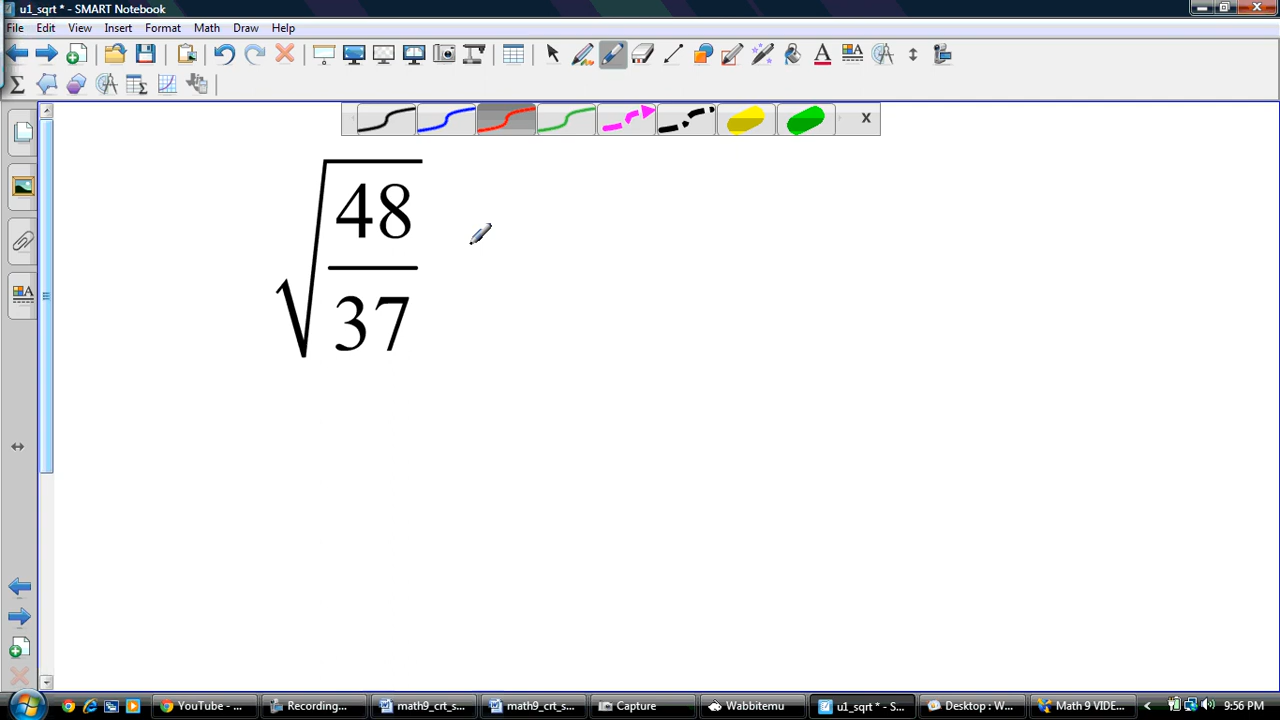 u1_sqrt * - SMART Notebook
File Edit View Insert Format Math Draw Help
x
√(48/37)
YouTube - ... Recording... math9_crt_s... math9_crt_s... Capture Wabbitemu u1_sqrt * - S... Desktop : W... Math 9 VIDE... 9:56 PM